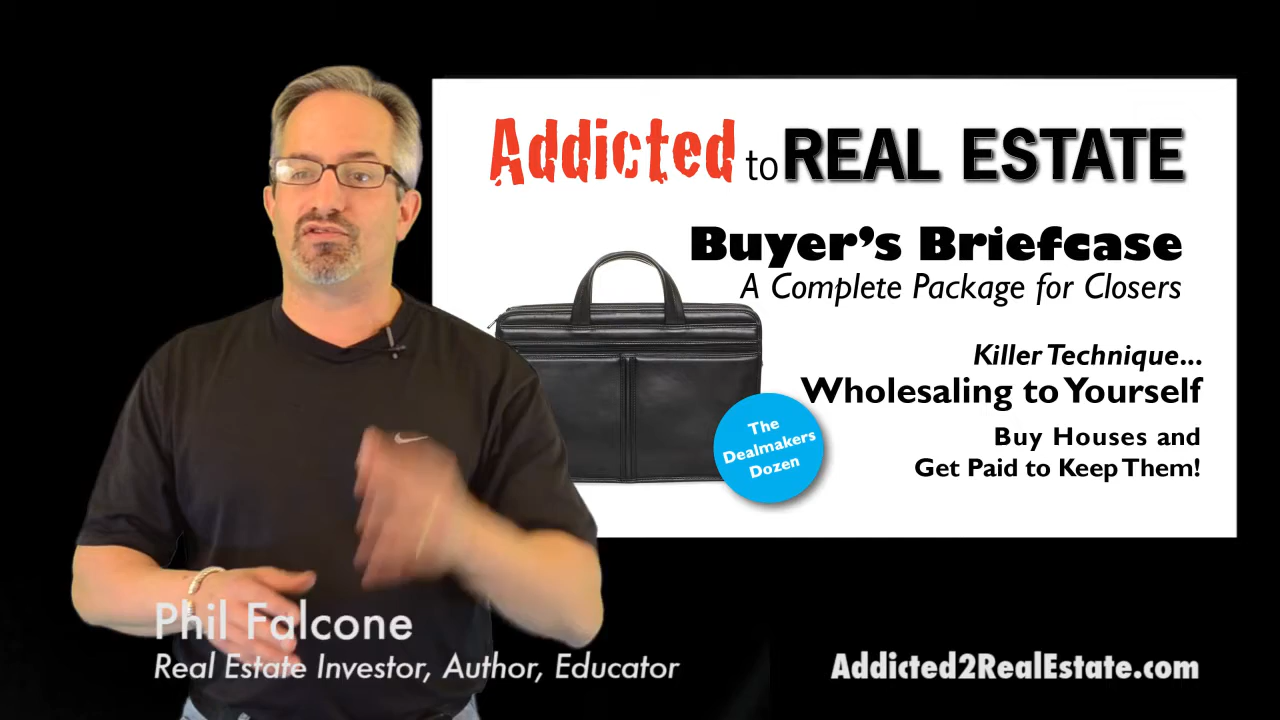 Addicted to REAL ESTATE
Buyer's Briefcase
A Complete Package for Closers
Killer Technique...
Wholesaling to Yourself
Buy Houses and
Get Paid to Keep Them!
The
Dealmakers
Dozen
Phil Falcone
Real Estate Investor, Author, Educator
Addicted2RealEstate.com